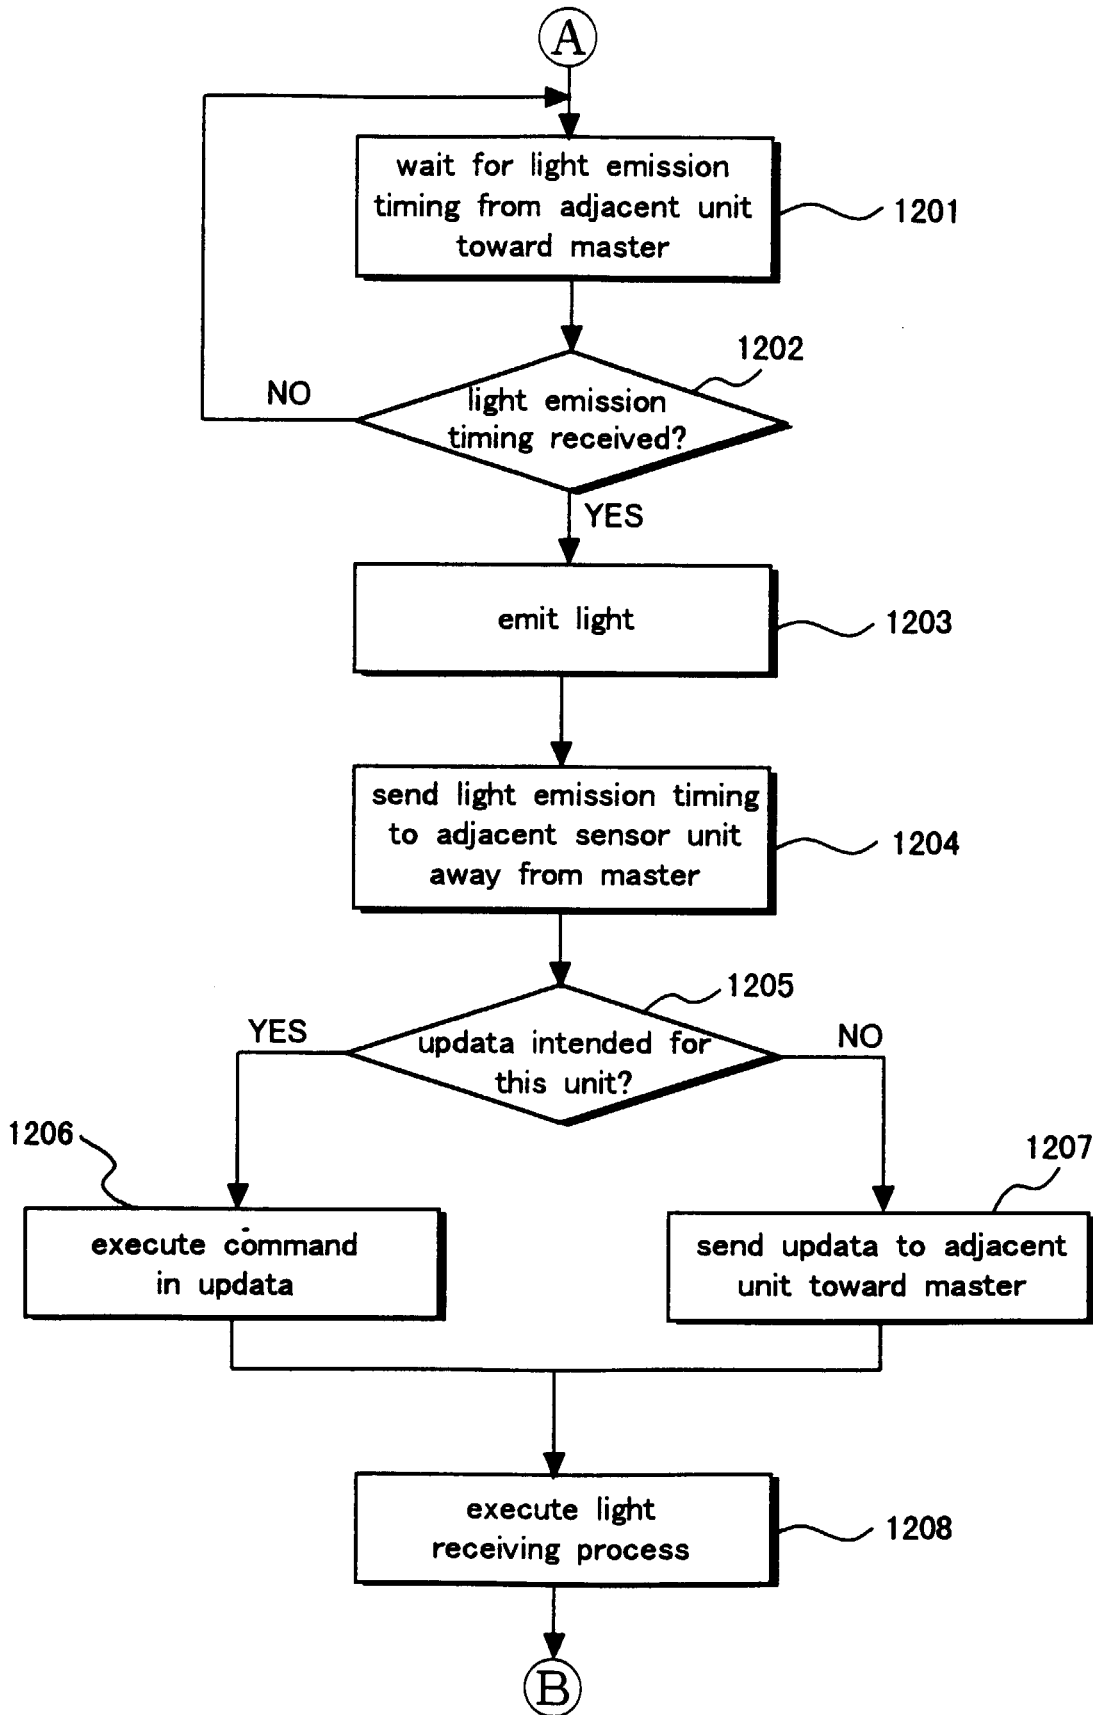 A
wait for light emission
timing from adjacent unit
toward master
1201
1202
NO
light emission
timing received?
YES
emit light
1203
send light emission timing
to adjacent sensor unit
away from master
1204
1205
YES
updata intended for
this unit?
NO
1206
1207
execute command
in updata
send updata to adjacent
unit toward master
execute light
receiving process
1208
B